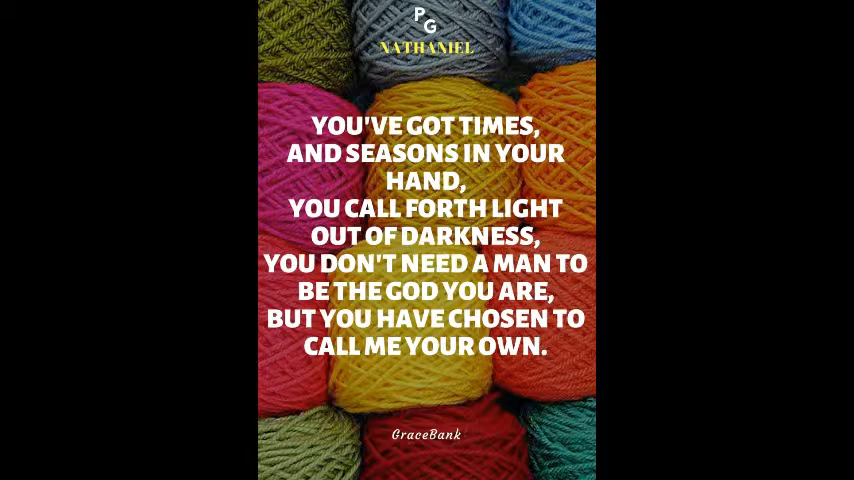 P
G
NATHANIEL
YOU'VE GOT TIMES,
AND SEASONS IN YOUR
HAND,
YOU CALL FORTH LIGHT
OUT OF DARKNESS,
YOU DON'T NEED A MAN TO
BE THE GOD YOU ARE,
BUT YOU HAVE CHOSEN TO
CALL ME YOUR OWN.
GraceBank